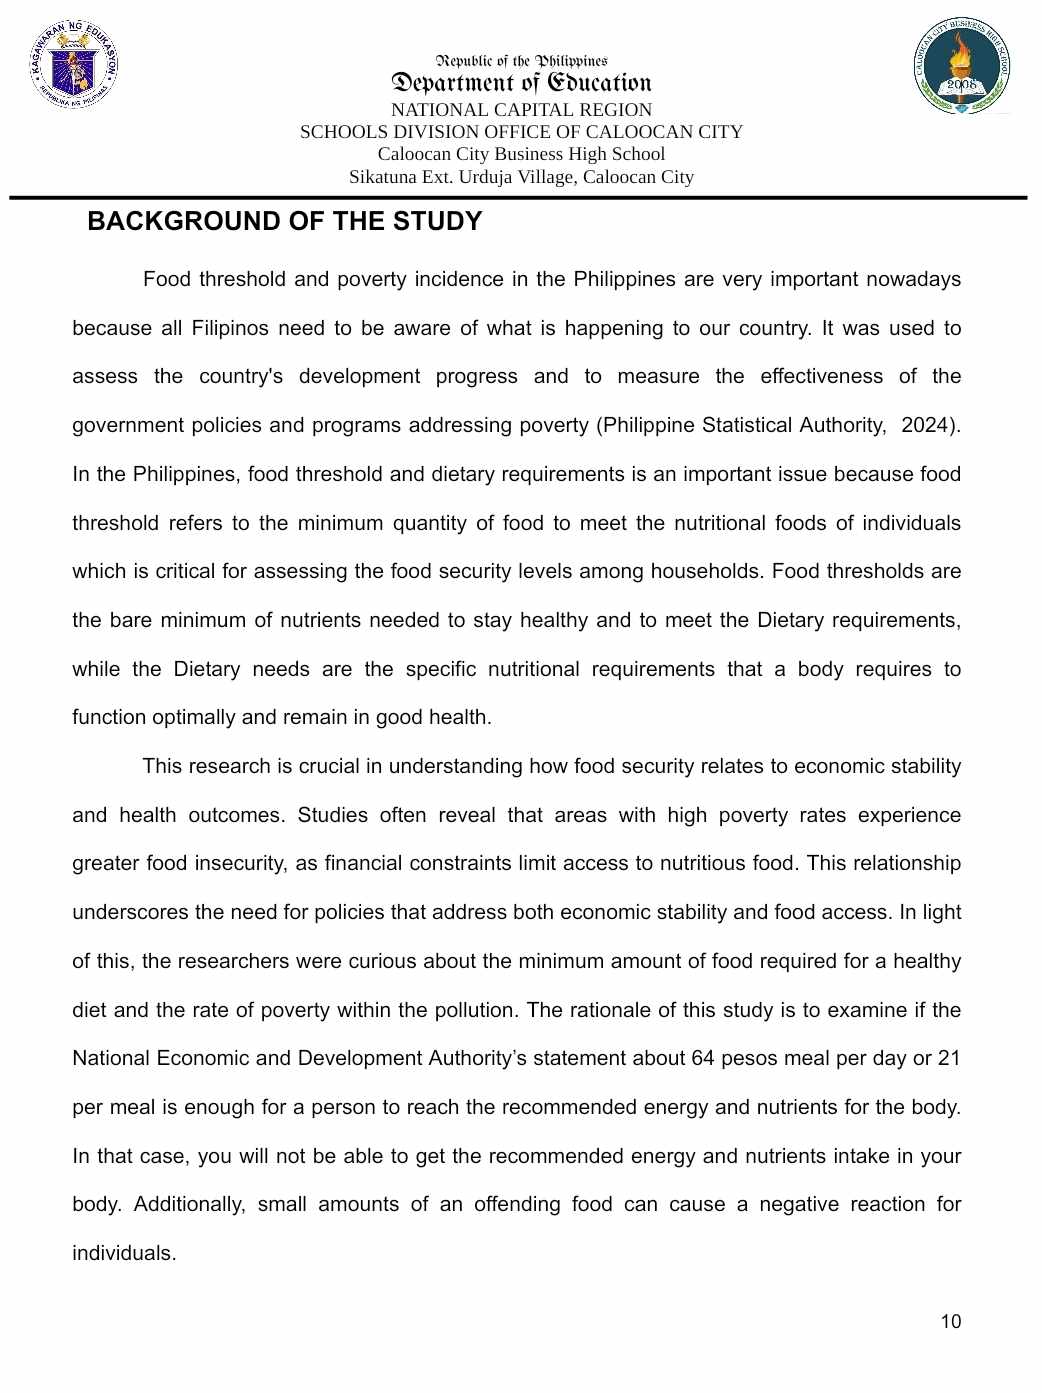 KAGAWARAN NG EDUKASYON
REPUBLIKA NG PILIPINAS
CALOOCAN CITY BUSINESS HIGH SCHOOL
2008
Republic of the Philippines
Department of Education
NATIONAL CAPITAL REGION
SCHOOLS DIVISION OFFICE OF CALOOCAN CITY
Caloocan City Business High School
Sikatuna Ext. Urduja Village, Caloocan City
BACKGROUND OF THE STUDY
Food threshold and poverty incidence in the Philippines are very important nowadays
because all Filipinos need to be aware of what is happening to our country. It was used to
assess the country's development progress and to measure the effectiveness of the
government policies and programs addressing poverty (Philippine Statistical Authority, 2024).
In the Philippines, food threshold and dietary requirements is an important issue because food
threshold refers to the minimum quantity of food to meet the nutritional foods of individuals
which is critical for assessing the food security levels among households. Food thresholds are
the bare minimum of nutrients needed to stay healthy and to meet the Dietary requirements,
while the Dietary needs are the specific nutritional requirements that a body requires to
function optimally and remain in good health.
This research is crucial in understanding how food security relates to economic stability
and health outcomes. Studies often reveal that areas with high poverty rates experience
greater food insecurity, as financial constraints limit access to nutritious food. This relationship
underscores the need for policies that address both economic stability and food access. In light
of this, the researchers were curious about the minimum amount of food required for a healthy
diet and the rate of poverty within the pollution. The rationale of this study is to examine if the
National Economic and Development Authority’s statement about 64 pesos meal per day or 21
per meal is enough for a person to reach the recommended energy and nutrients for the body.
In that case, you will not be able to get the recommended energy and nutrients intake in your
body. Additionally, small amounts of an offending food can cause a negative reaction for
individuals.
10